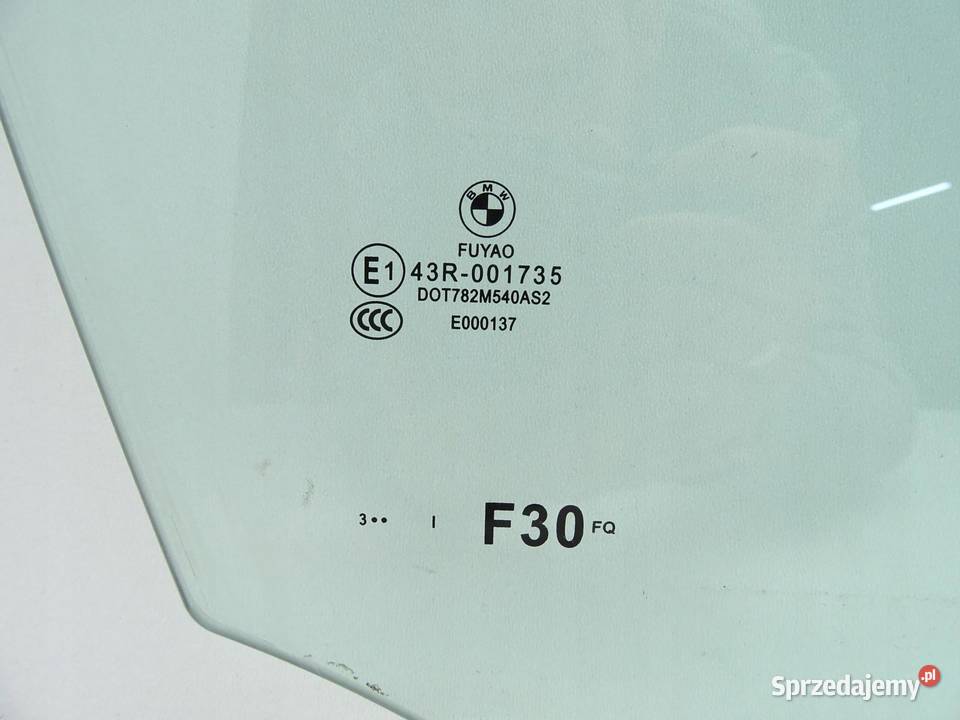 BMW
FUYAO
E1 43R-001735
DOT782M540AS2
CCC E000137
3•• I F30 FQ
Sprzedajemy.pl